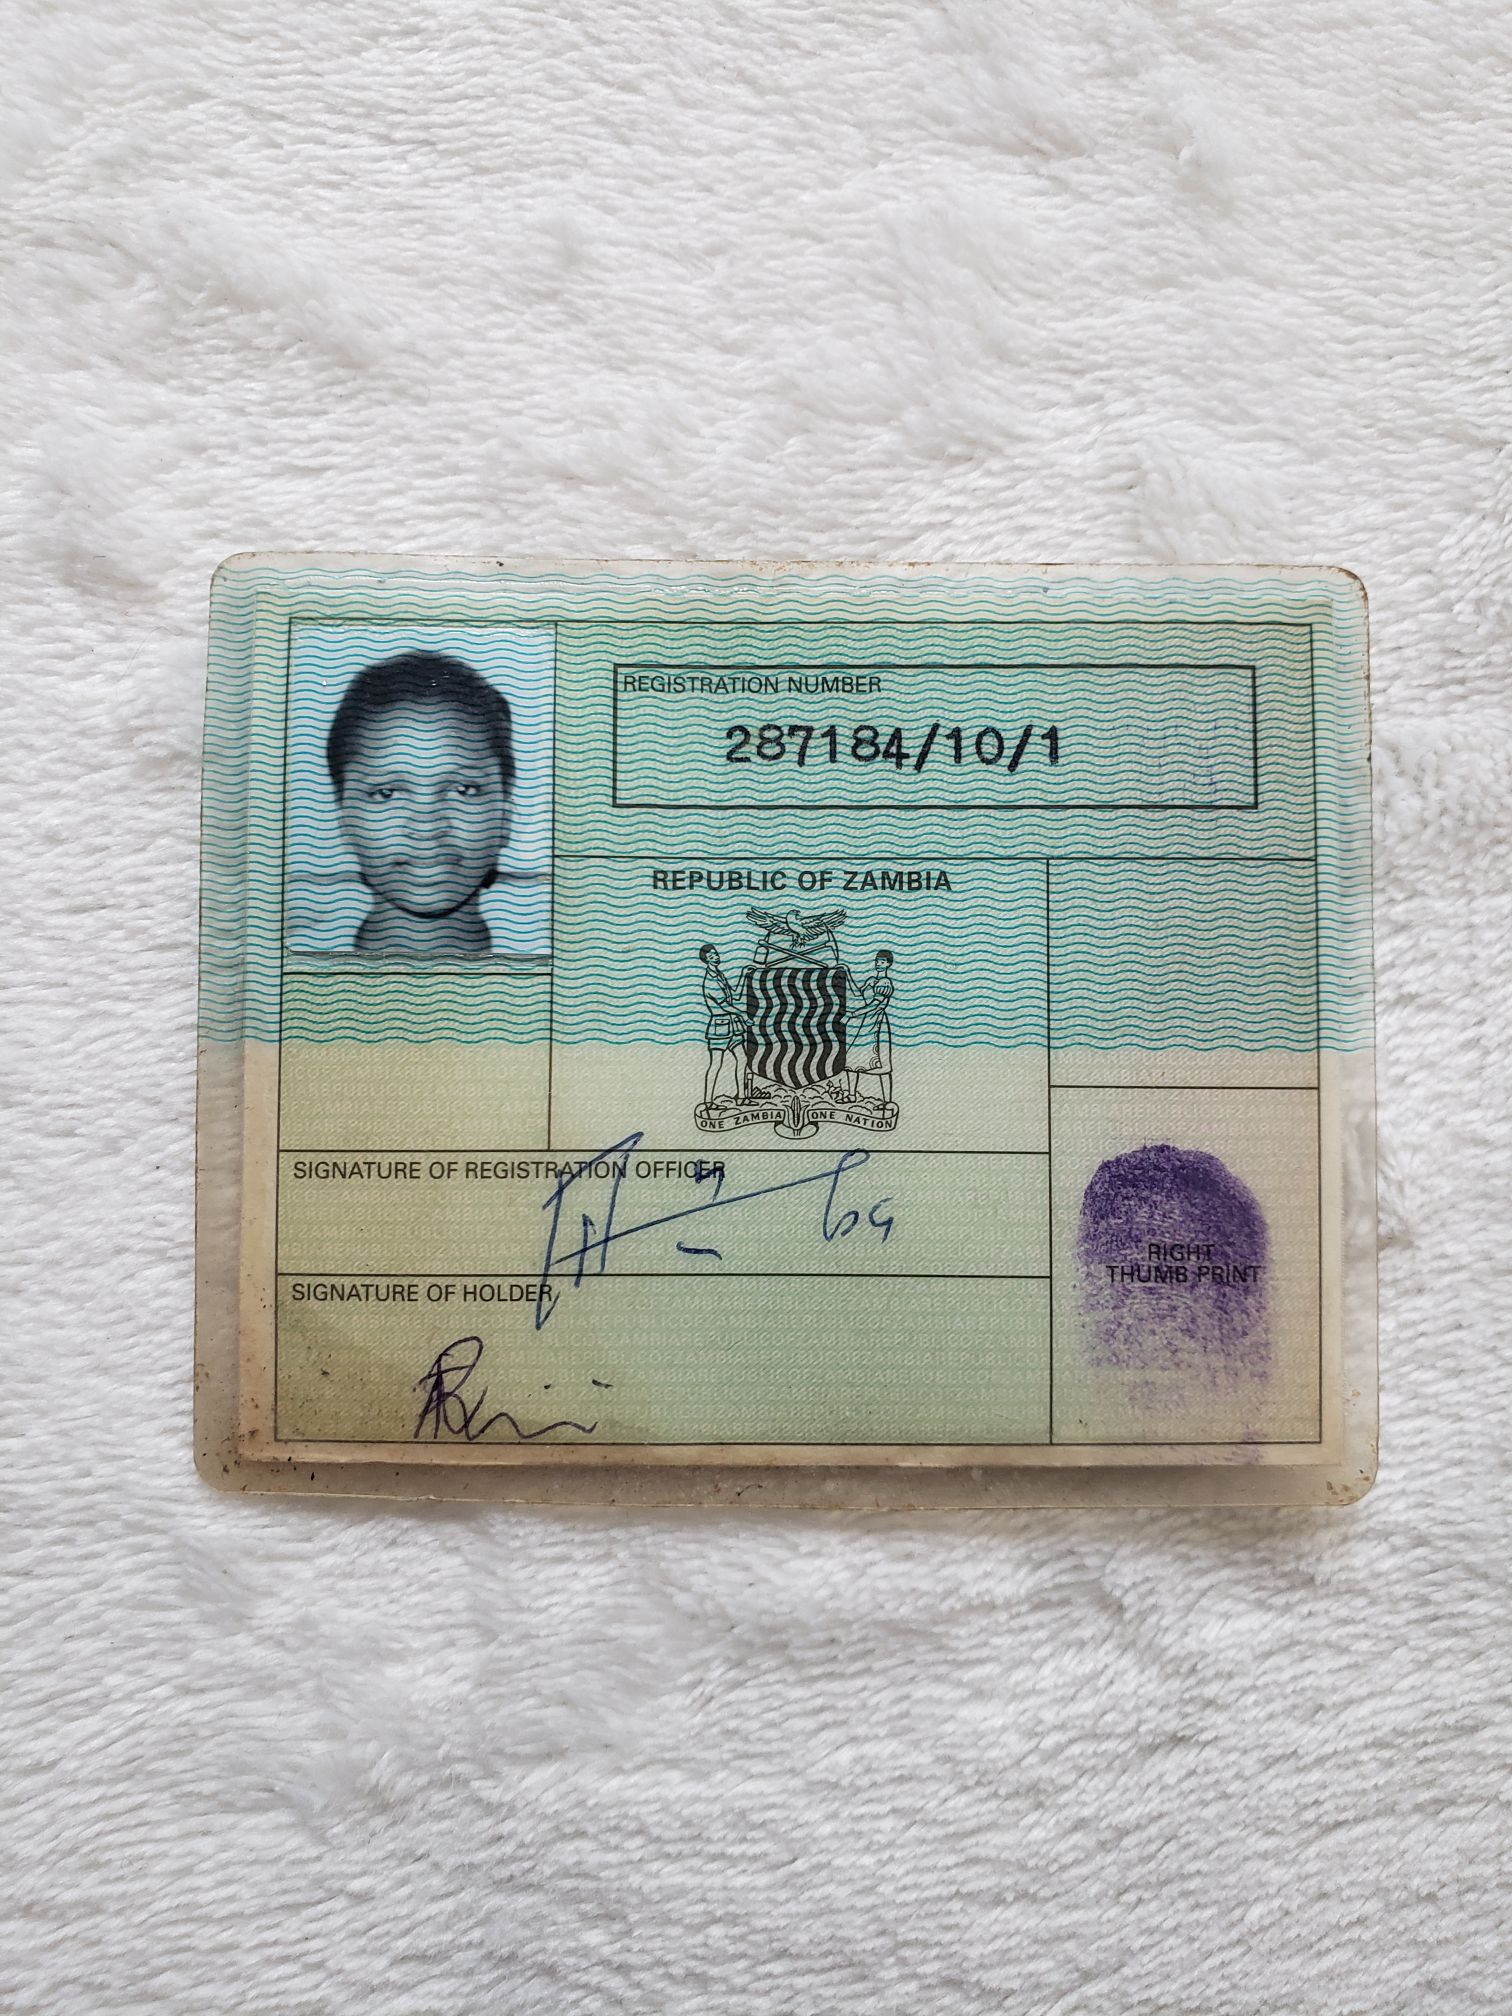 REGISTRATION NUMBER
287184/10/1
REPUBLIC OF ZAMBIA
ONE ZAMBIA ONE NATION
SIGNATURE OF REGISTRATION OFFICER
SIGNATURE OF HOLDER
RIGHT
THUMB PRINT